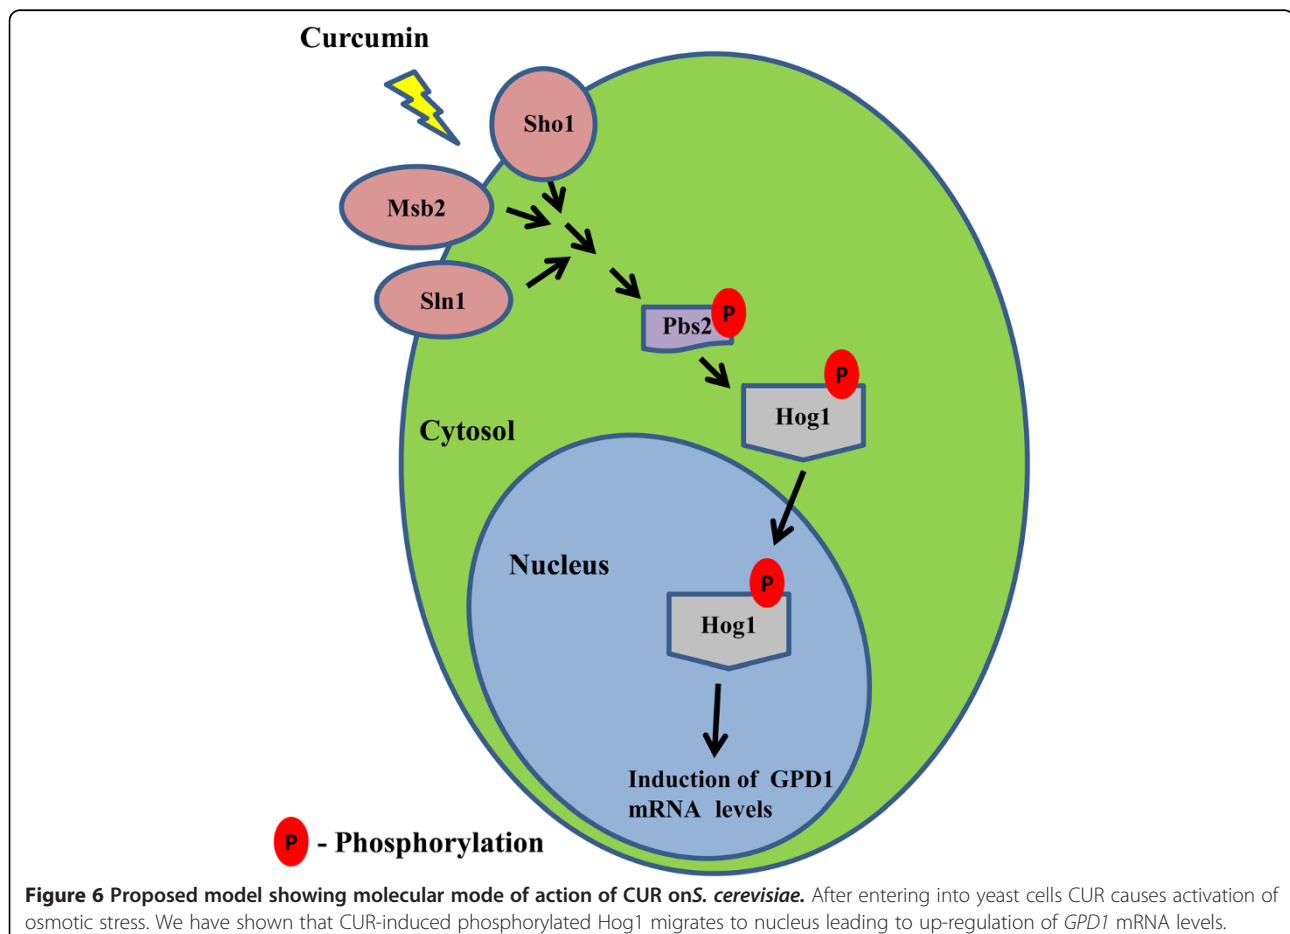 Curcumin
Sho1
Msb2
Sln1
Pbs2
P
P
Hog1
Cytosol
Nucleus
P
Hog1
Induction of GPD1
mRNA levels
P - Phosphorylation
Figure 6 Proposed model showing molecular mode of action of CUR onS. cerevisiae. After entering into yeast cells CUR causes activation of
osmotic stress. We have shown that CUR-induced phosphorylated Hog1 migrates to nucleus leading to up-regulation of GPD1 mRNA levels.